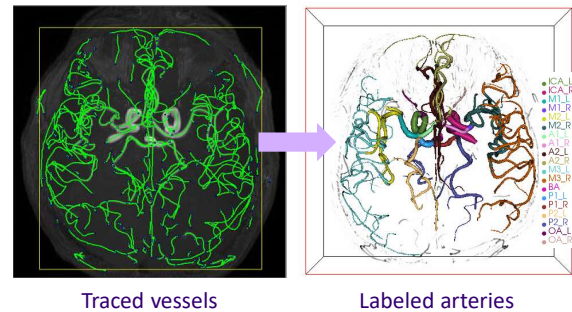 ICA_L
ICA_R
M1_L
M1_R
M2_L
M2_R
A1_L
A1_R
A2_L
A2_R
M3_L
M3_R
BA
P1_L
P1_R
P2_L
P2_R
OA_L
OA_R
Traced vessels
Labeled arteries